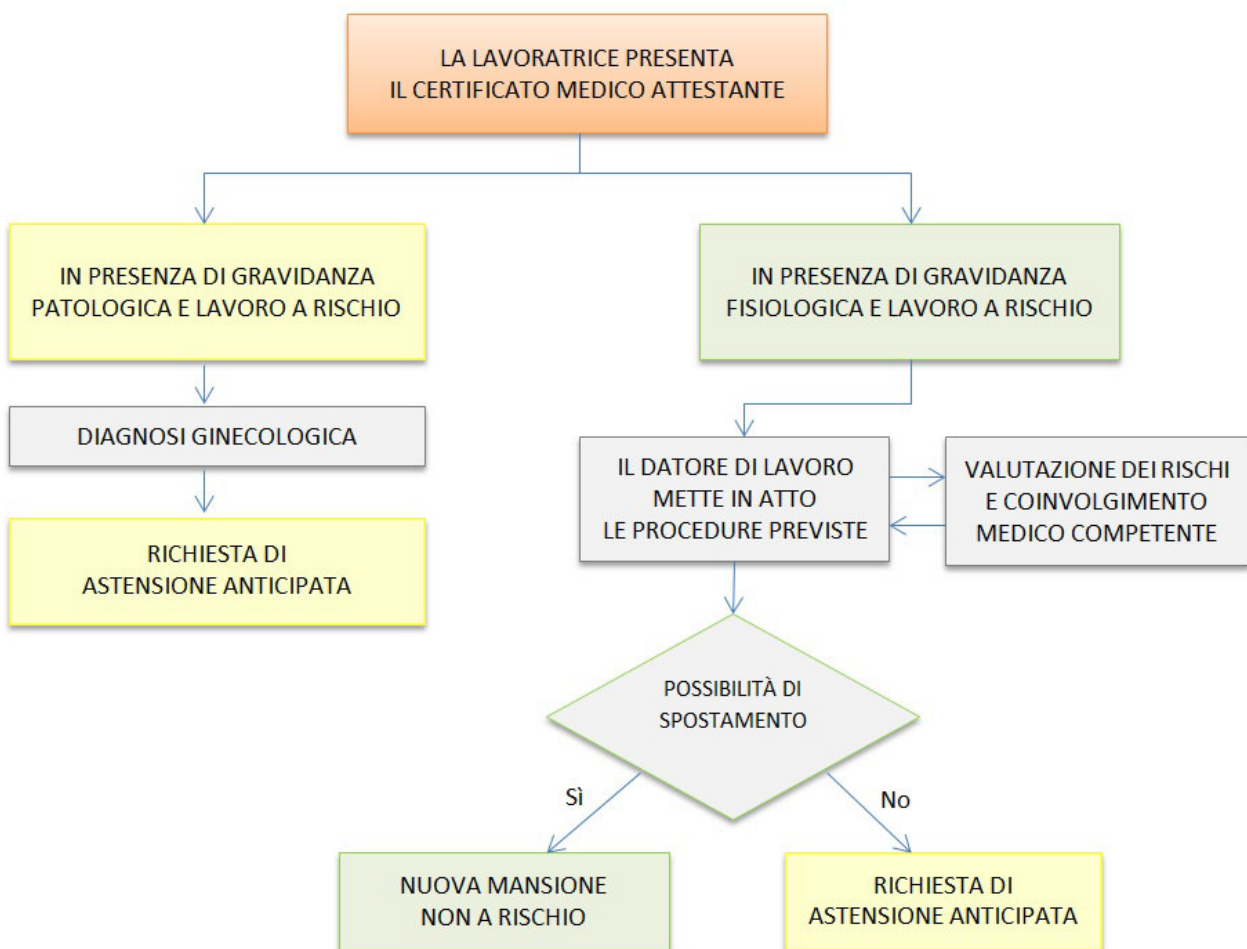 LA LAVORATRICE PRESENTA
IL CERTIFICATO MEDICO ATTESTANTE
IN PRESENZA DI GRAVIDANZA
PATOLOGICA E LAVORO A RISCHIO
IN PRESENZA DI GRAVIDANZA
FISIOLOGICA E LAVORO A RISCHIO
DIAGNOSI GINECOLOGICA
IL DATORE DI LAVORO
METTE IN ATTO
LE PROCEDURE PREVISTE
VALUTAZIONE DEI RISCHI
E COINVOLGIMENTO
MEDICO COMPETENTE
RICHIESTA DI
ASTENSIONE ANTICIPATA
POSSIBILITÀ DI
SPOSTAMENTO
Sì
No
NUOVA MANSIONE
NON A RISCHIO
RICHIESTA DI
ASTENSIONE ANTICIPATA